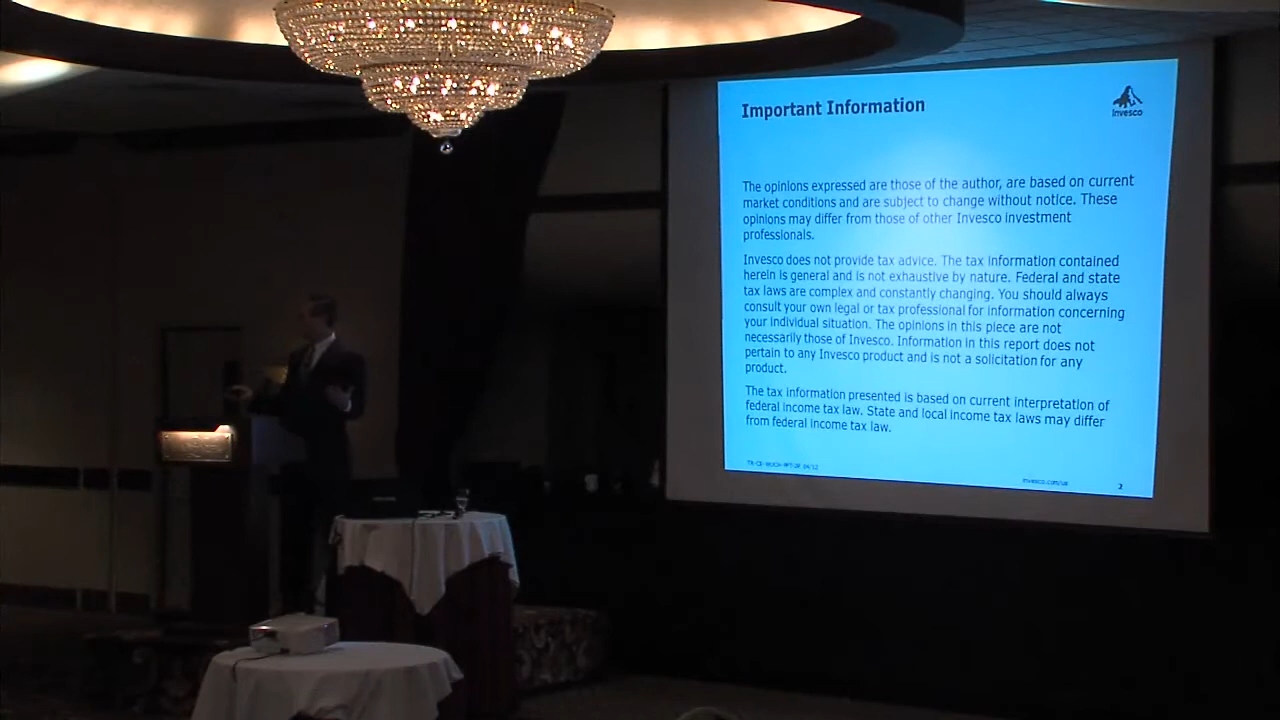 Important Information
Invesco
The opinions expressed are those of the author, are based on current
market conditions and are subject to change without notice. These
opinions may differ from those of other Invesco investment
professionals.
Invesco does not provide tax advice. The tax information contained
herein is general and is not exhaustive by nature. Federal and state
tax laws are complex and constantly changing. You should always
consult your own legal or tax professional for information concerning
your individual situation. The opinions in this piece are not
necessarily those of Invesco. Information in this report does not
pertain to any Invesco product and is not a solicitation for any
product.
The tax information presented is based on current interpretation of
federal income tax law. State and local income tax laws may differ
from federal income tax law.
invesco.com/us
2